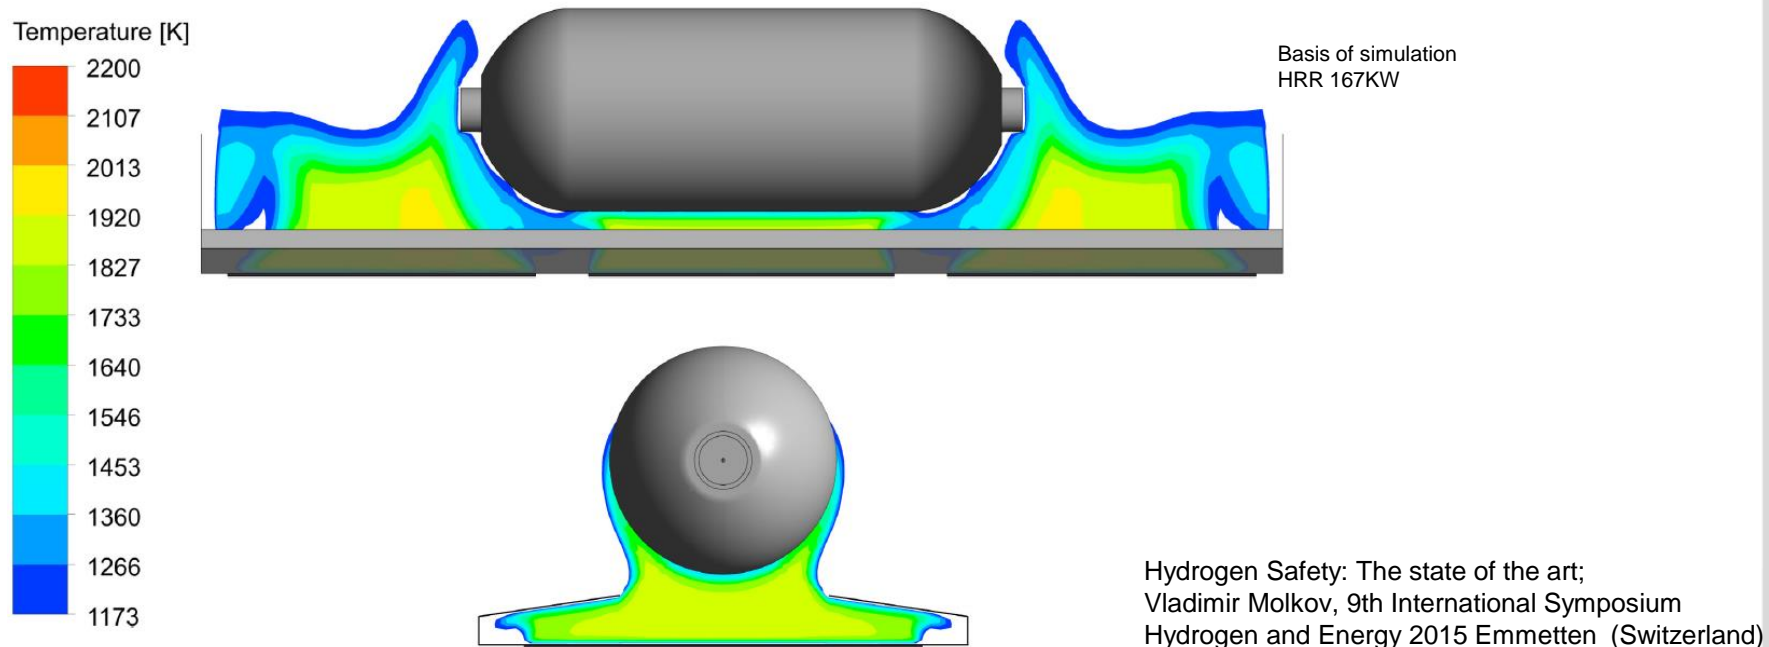 Temperature [K]
2200
2107
2013
1920
1827
1733
1640
1546
1453
1360
1266
1173
Basis of simulation
HRR 167KW
Hydrogen Safety: The state of the art;
Vladimir Molkov, 9th International Symposium
Hydrogen and Energy 2015 Emmetten (Switzerland)